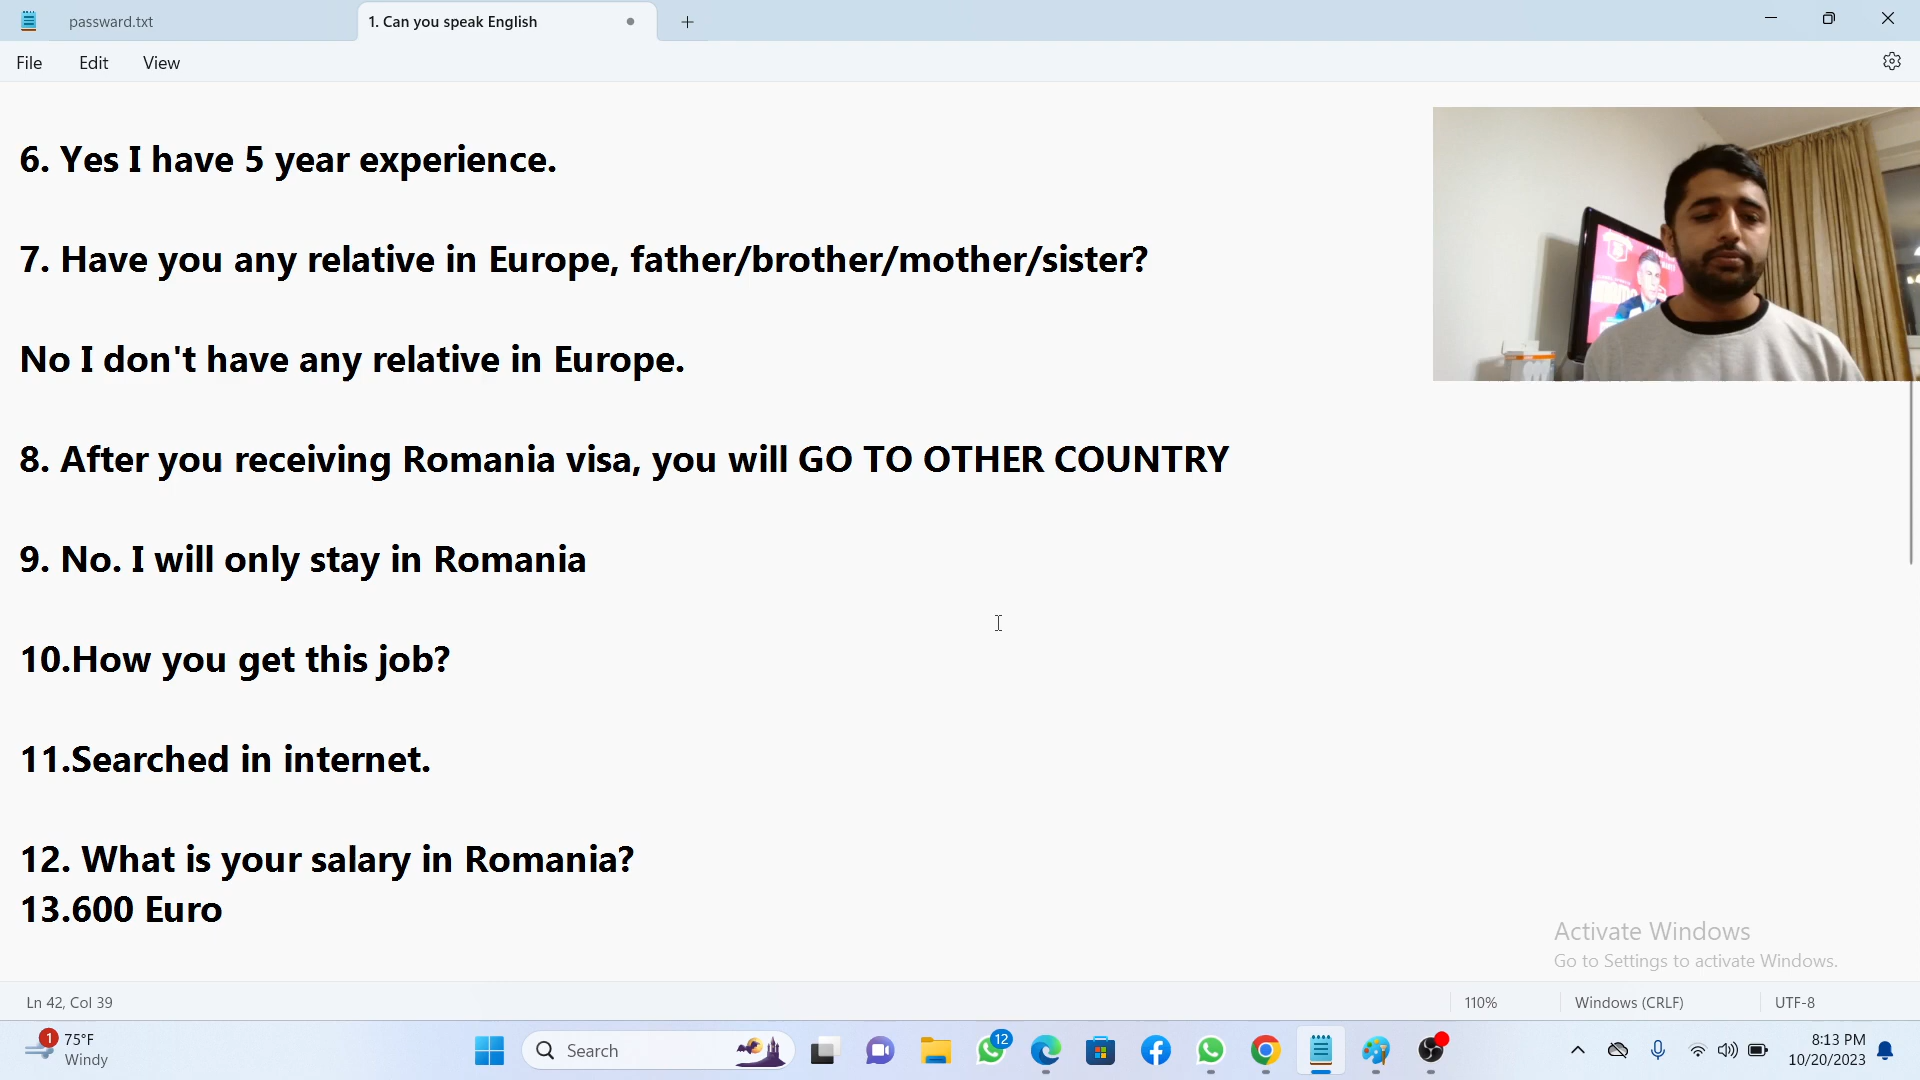 passward.txt
1. Can you speak English
File Edit View
6. Yes I have 5 year experience.
7. Have you any relative in Europe, father/brother/mother/sister?
No I don't have any relative in Europe.
8. After you receiving Romania visa, you will GO TO OTHER COUNTRY
9. No. I will only stay in Romania
10.How you get this job?
11.Searched in internet.
12. What is your salary in Romania?
13.600 Euro
Activate Windows
Go to Settings to activate Windows.
Ln 42, Col 39
110%
Windows (CRLF)
UTF-8
1
75°F
Windy
Search
12
8:13 PM
10/20/2023